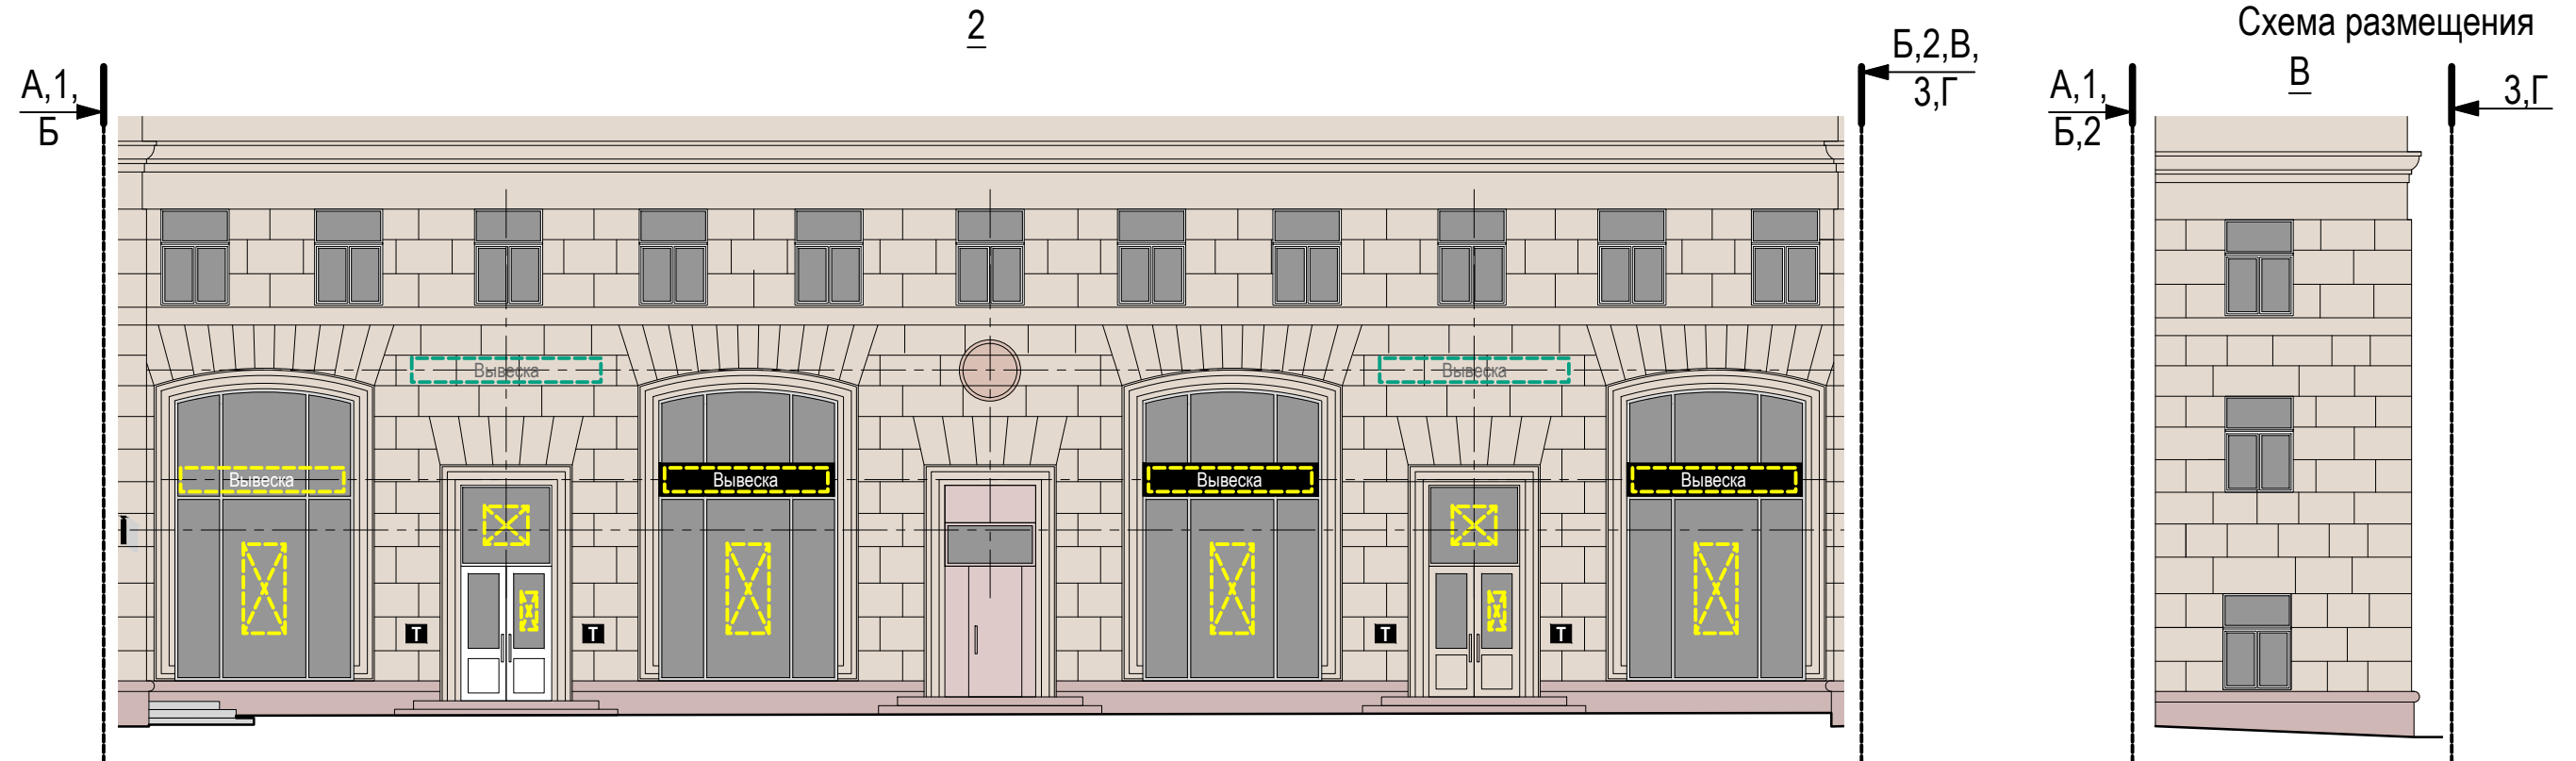 2
Схема размещения
А,1,
Б
Б,2,В,
3,Г
В
А,1,
Б,2
3,Г
Вывеска
Вывеска
Вывеска
Вывеска
Вывеска
Вывеска
Т
Т
Т
Т